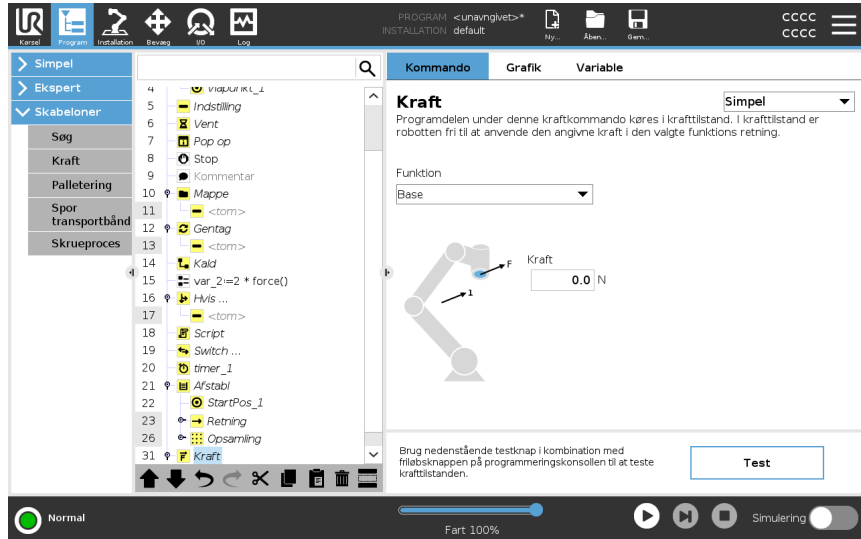 PROGRAM <unavngivet>*
INSTALLATION default
CCCC
CCCC
Kørsel Program Installation Bevæg I/O Log Ny... Åben... Gem...
Simpel
Ekspert
Skabeloner
Søg
Kraft
Palletering
Spor
transportbånd
Skrueproces
4 Viapunkt_1
5 Indstilling
6 Vent
7 Pop op
8 Stop
9 Kommentar
10 Mappe
11 <tom>
12 Gentag
13 <tom>
14 Kald
15 var_2:=2 * force()
16 Hvis ...
17 <tom>
18 Script
19 Switch ...
20 timer_1
21 Afstabl
22 StartPos_1
23 Retning
26 Opsamling
31 Kraft
Kommando Grafik Variable
Kraft
Simpel
Programdelen under denne kraftkommando køres i krafttilstand. I krafttilstand er
robotten fri til at anvende den angivne kraft i den valgte funktions retning.
Funktion
Base
F
1
Kraft
0.0 N
Brug nedenstående testknap i kombination med
friløbsknappen på programmeringskonsollen til at teste
krafttilstanden.
Test
Normal
Fart 100%
Simulering